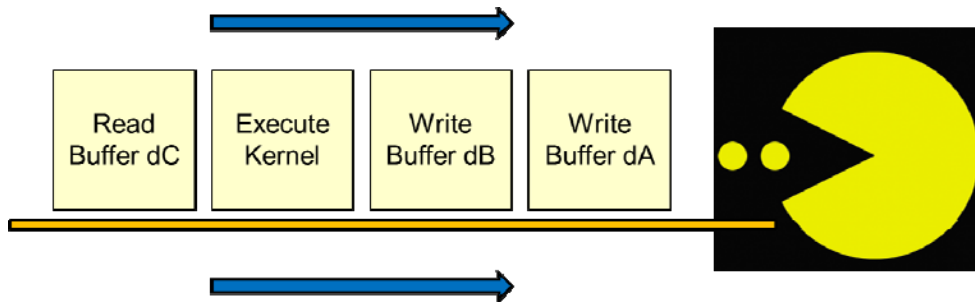 Read
Buffer dC
Execute
Kernel
Write
Buffer dB
Write
Buffer dA